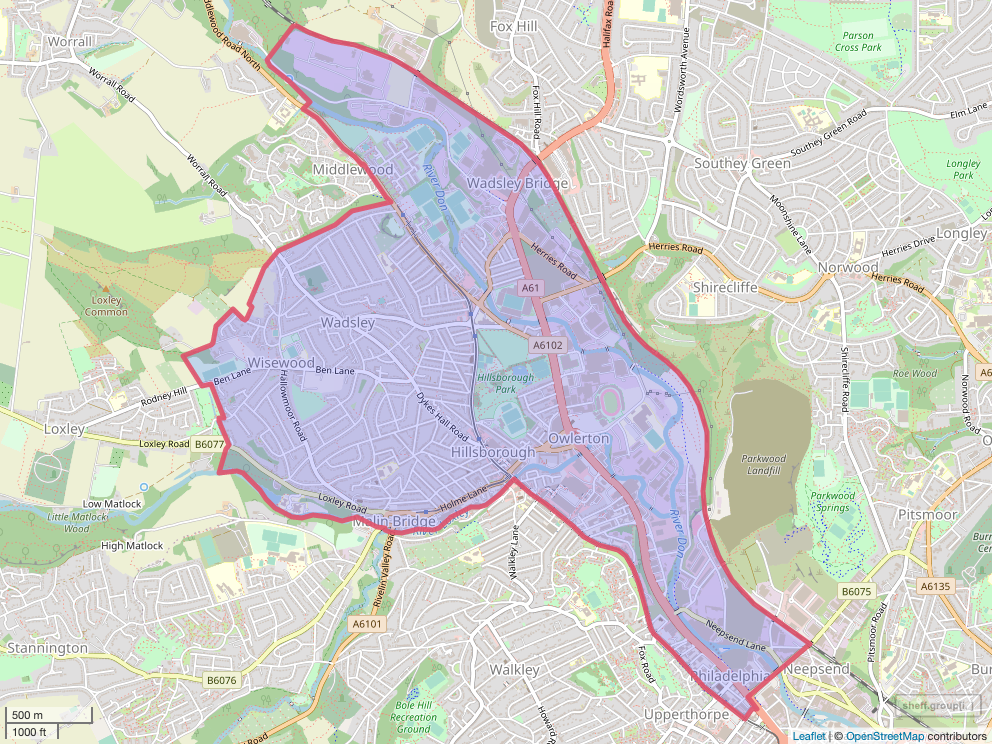 Worrall
Middlewood Road North
Fox Hill
Halifax Road
Wordsworth Avenue
Parson
Cross Park
Worrall Road
Fox Hill Road
Elm Lane
Southey Green Road
Worrall Road
Middlewood
River Don
Wadsley Bridge
Southey Green
Longley
Park
Moonshine Lane
Herries Road
Herries Road
Herries Drive
Longley
Norwood
Herries Road
Shirecliffe
Loxley
Common
A61
Wadsley
A6102
Wisewood
Ben Lane
Ben Lane
Hallowmoor Road
Hillsborough
Park
Shirecliffe Road
Roe Wood
Norwood Road
Rodney Hill
Dykes Hall Road
Loxley
Loxley Road
B6077
Hillsborough
Owlerton
Parkwood
Landfill
Low Matlock
Little Matlock
Wood
Loxley Road
Holme Lane
Malin Bridge
Parkwood
Springs
Pitsmoor
High Matlock
River Don
Walkley Lane
Rivelin Valley Road
B6075
A6135
A6101
Neepsend Lane
Pitsmoor Road
Stannington
B6076
Walkley
Fox Road
Philadelphia
Neepsend
Bole Hill
Recreation
Ground
Upperthorpe
500 m
1000 ft
Leaflet | © OpenStreetMap contributors